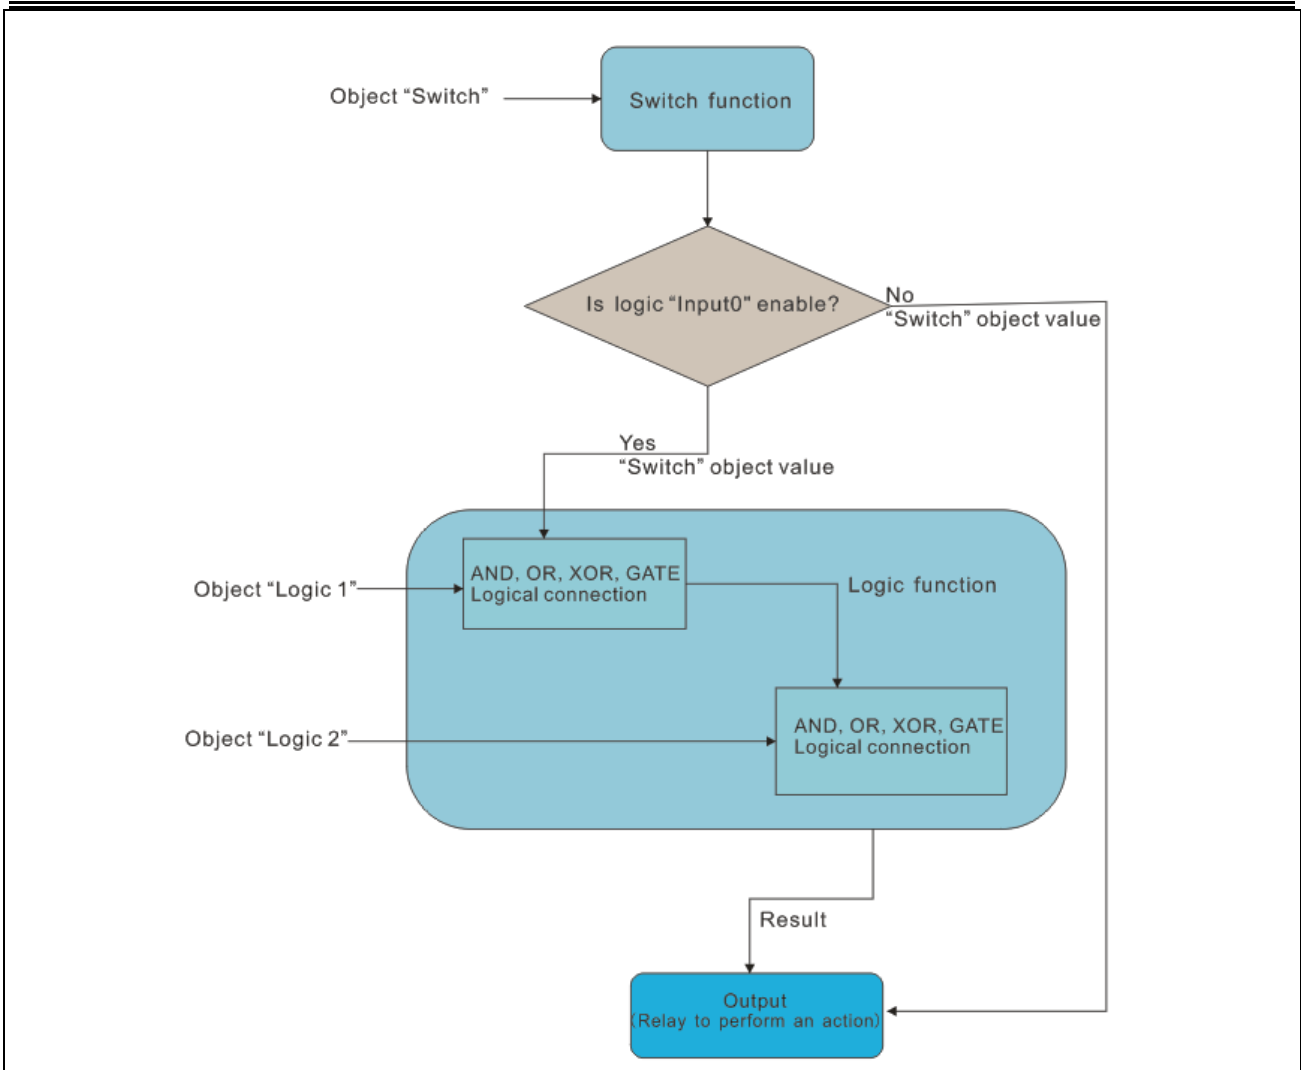 Object “Switch”
Switch function
Is logic “Input0" enable?
No
“Switch” object value
Yes
“Switch” object value
Object “Logic 1”
AND, OR, XOR, GATE
Logical connection
Logic function
Object “Logic 2”
AND, OR, XOR, GATE
Logical connection
Result
Output
(Relay to perform an action)